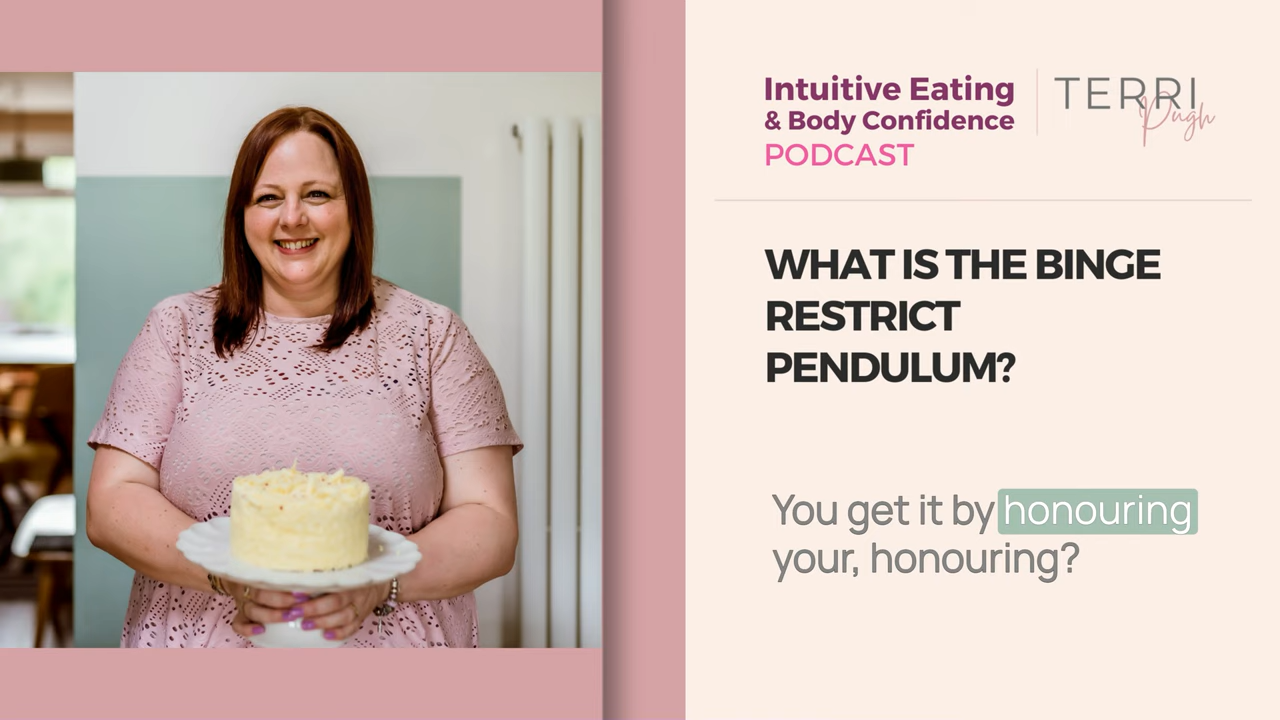 Intuitive Eating
& Body Confidence
PODCAST
TERRI
Pugh
WHAT IS THE BINGE
RESTRICT
PENDULUM?
You get it by honouring
your, honouring?